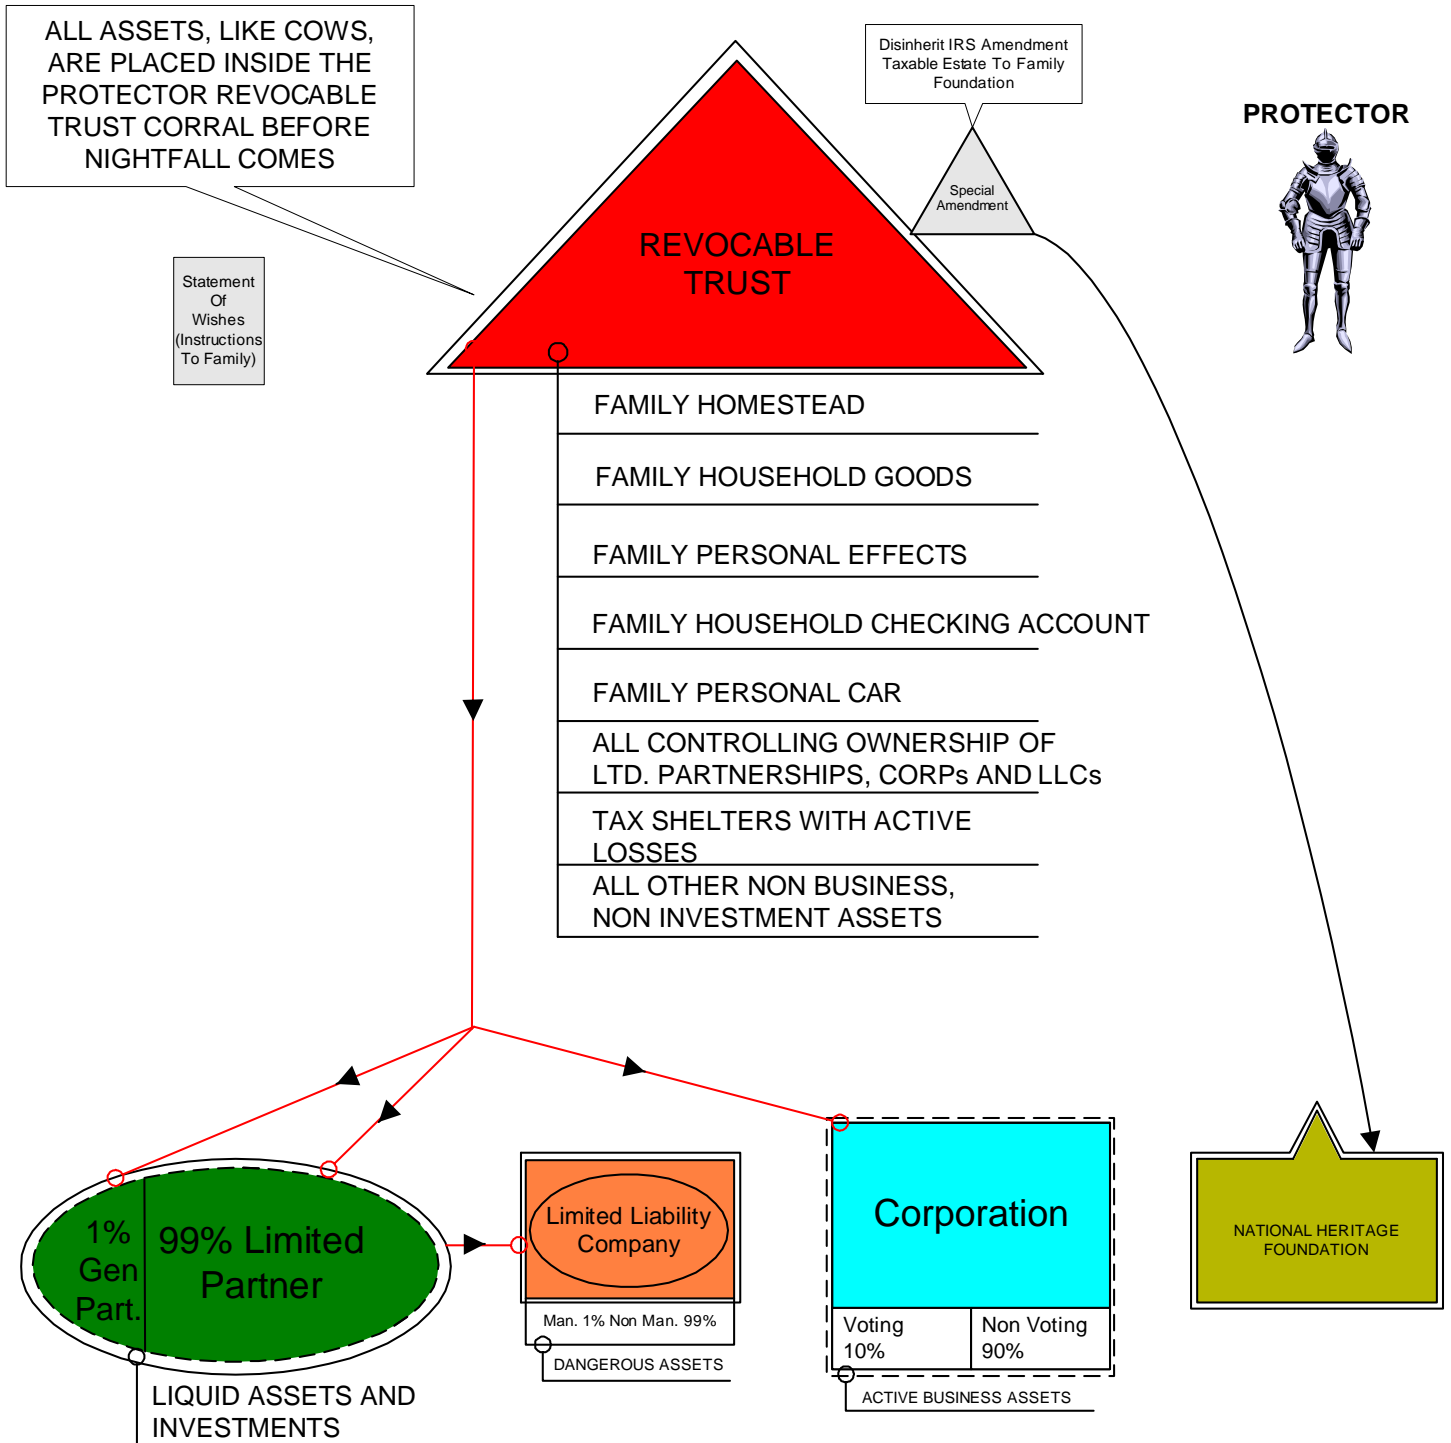 ALL ASSETS, LIKE COWS,
ARE PLACED INSIDE THE
PROTECTOR REVOCABLE
TRUST CORRAL BEFORE
NIGHTFALL COMES
Disinherit IRS Amendment
Taxable Estate To Family
Foundation
PROTECTOR
Special
Amendment
REVOCABLE
TRUST
Statement
Of
Wishes
(Instructions
To Family)
FAMILY HOMESTEAD
FAMILY HOUSEHOLD GOODS
FAMILY PERSONAL EFFECTS
FAMILY HOUSEHOLD CHECKING ACCOUNT
FAMILY PERSONAL CAR
ALL CONTROLLING OWNERSHIP OF
LTD. PARTNERSHIPS, CORPs AND LLCs
TAX SHELTERS WITH ACTIVE
LOSSES
ALL OTHER NON BUSINESS,
NON INVESTMENT ASSETS
1%
Gen
Part.
99% Limited
Partner
LIQUID ASSETS AND
INVESTMENTS
Limited Liability
Company
Man. 1% Non Man. 99%
DANGEROUS ASSETS
Corporation
Voting
10%
Non Voting
90%
ACTIVE BUSINESS ASSETS
NATIONAL HERITAGE
FOUNDATION